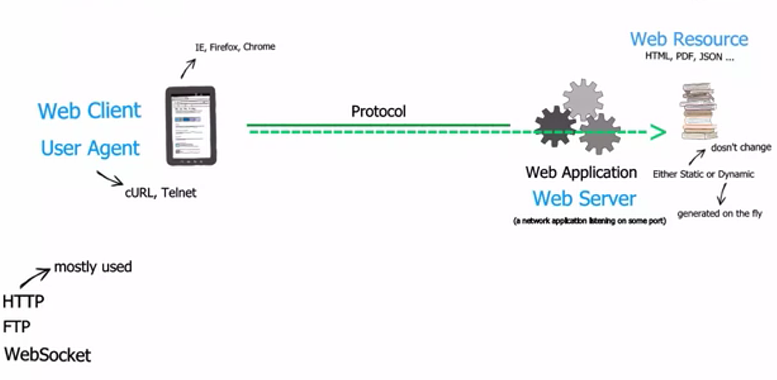 Web Resource
HTML, PDF, JSON ...
IE, Firefox, Chrome
Web Client
User Agent
cURL, Telnet
Protocol
dosn't change
Web Application
Either Static or Dynamic
Web Server
(a network application listening on some port)
generated on the fly
mostly used
HTTP
FTP
WebSocket